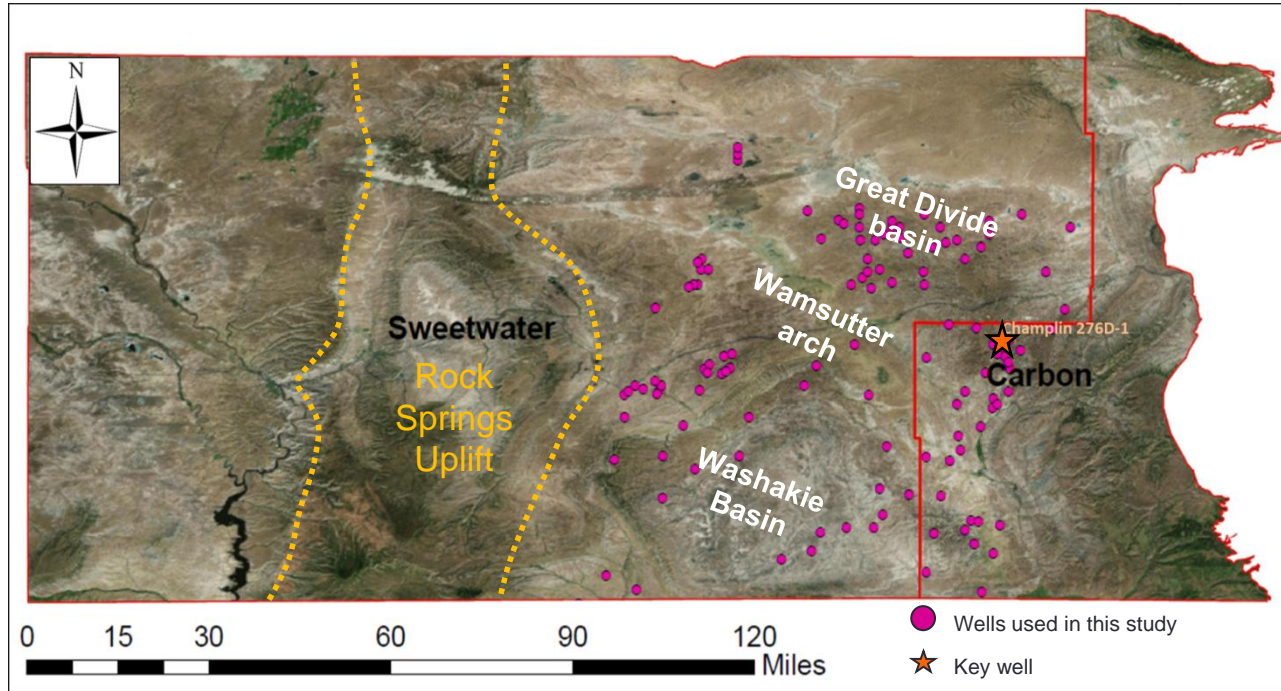 N
Great Divide
basin
Wamsutter
arch
Champlin 276D-1
Sweetwater
Carbon
Rock
Springs
Uplift
Washakie
Basin
0 15 30 60 90 120
Miles
Wells used in this study
Key well